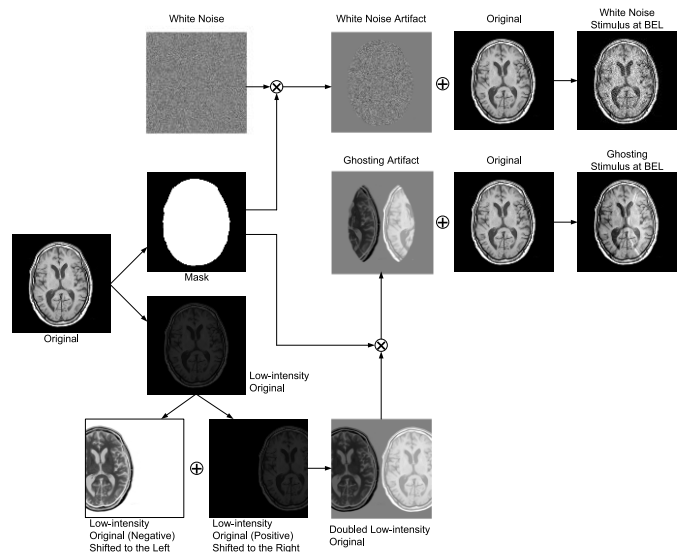 White Noise
White Noise Artifact
Original
White Noise
Stimulus at BEL
Ghosting Artifact
Original
Ghosting
Stimulus at BEL
Mask
Original
Low-intensity
Original
Low-intensity
Original (Negative)
Shifted to the Left
Low-intensity
Original (Positive)
Shifted to the Right
Doubled Low-intensity
Original